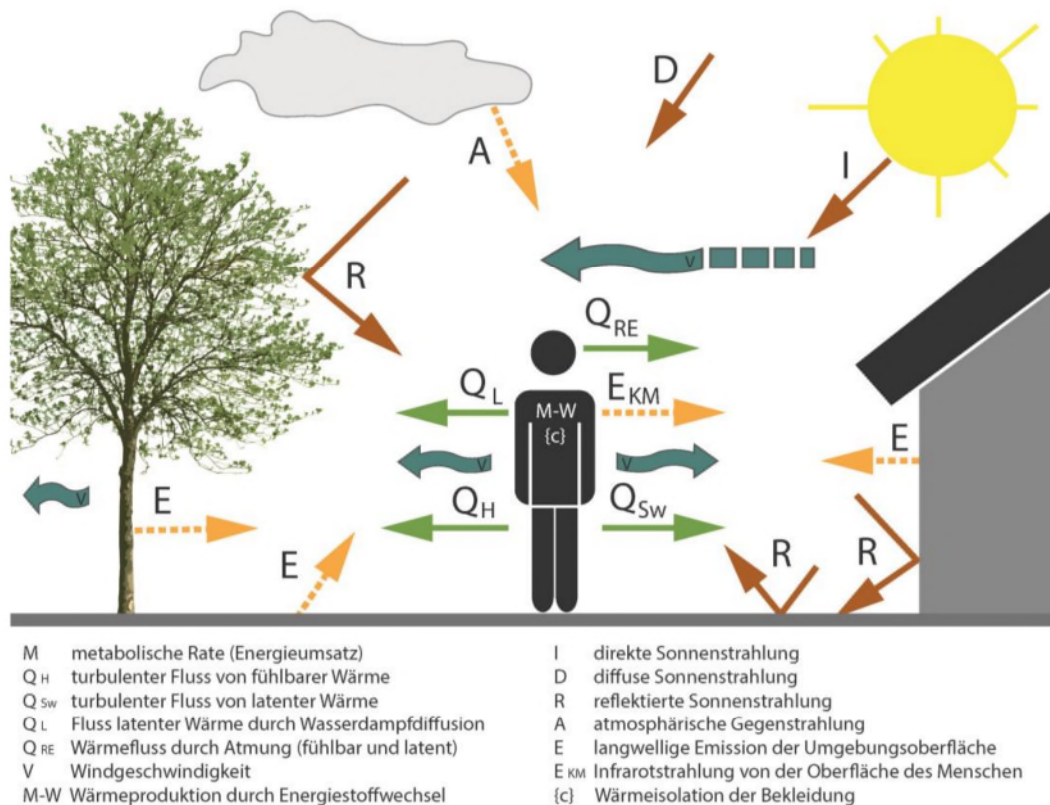 D
A
I
R
V
Q RE
Q L
E KM
M-W
{c}
E
V
V
V
E
Q H
Q Sw
E
R
R
M metabolische Rate (Energieumsatz)
Q H turbulenter Fluss von fühlbarer Wärme
Q Sw turbulenter Fluss von latenter Wärme
Q L Fluss latenter Wärme durch Wasserdampfdiffusion
Q RE Wärmefluss durch Atmung (fühlbar und latent)
V Windgeschwindigkeit
M-W Wärmeproduktion durch Energiestoffwechsel
I direkte Sonnenstrahlung
D diffuse Sonnenstrahlung
R reflektierte Sonnenstrahlung
A atmosphärische Gegenstrahlung
E langwellige Emission der Umgebungsoberfläche
E KM Infrarotstrahlung von der Oberfläche des Menschen
{c} Wärmeisolation der Bekleidung